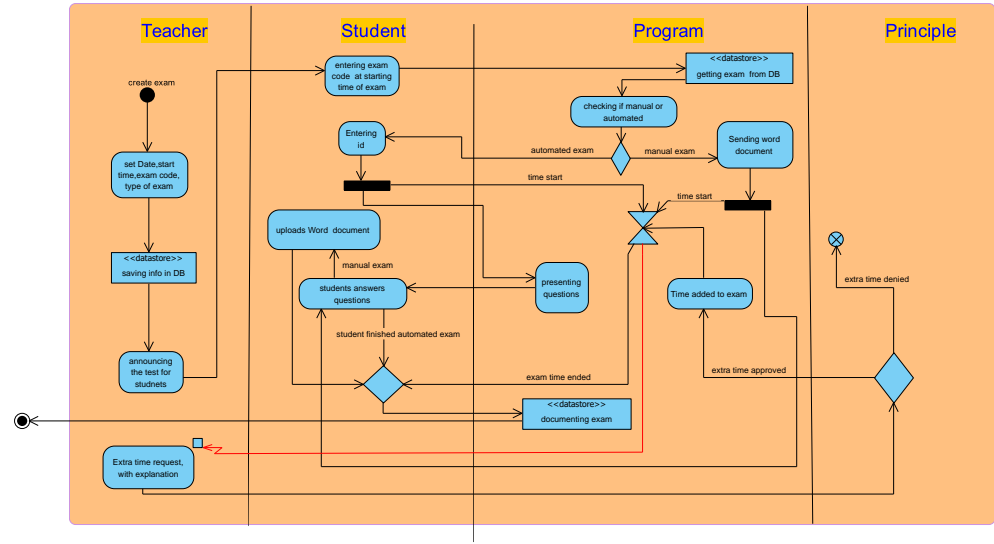 Teacher
Student
Program
Principle
create exam
set Date,start
time,exam code,
type of exam
<<datastore>>
saving info in DB
announcing
the test for
studnets
Extra time request,
with explanation
entering exam
code  at starting
time of exam
Entering
id
uploads Word  document
manual exam
students answers
questions
student finished automated exam
<<datastore>>
getting exam  from DB
checking if manual or
automated
automated exam
manual exam
Sending word
document
time start
time start
presenting
questions
Time added to exam
exam time ended
extra time approved
<<datastore>>
documenting exam
extra time denied